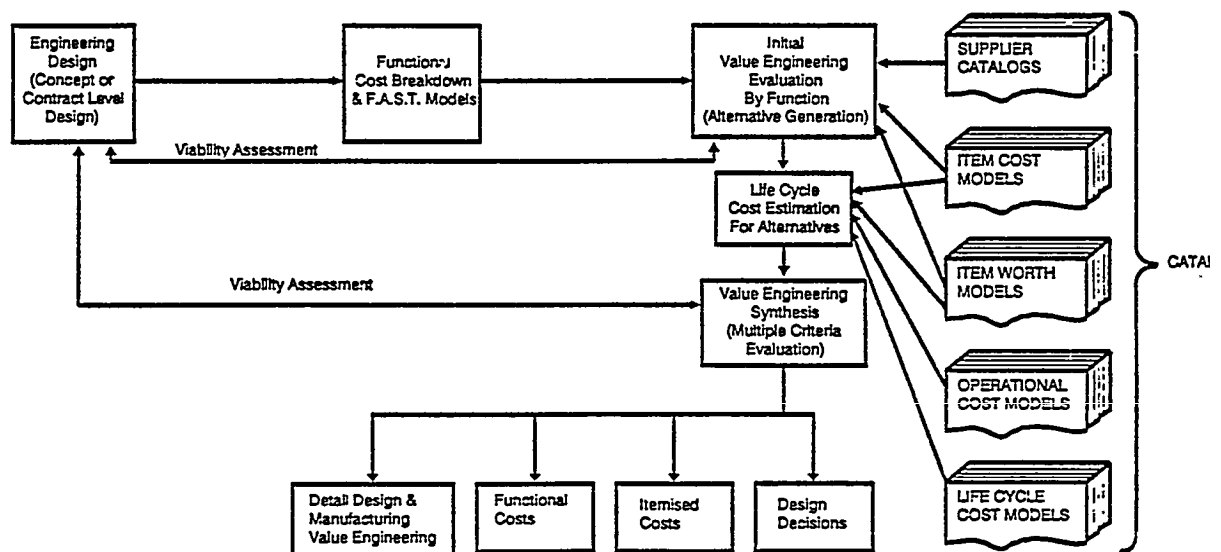 Engineering
Design
(Concept or
Contract Level
Design)
Functional
Cost Breakdown
& F.A.S.T. Models
Initial
Value Engineering
Evaluation
By Function
(Alternative Generation)
SUPPLIER
CATALOGS
Viability Assessment
ITEM COST
MODELS
Life Cycle
Cost Estimation
For Alternatives
ITEM WORTH
MODELS
CATAL
Viability Assessment
Value Engineering
Synthesis
(Multiple Criteria
Evaluation)
OPERATIONAL
COST MODELS
Detail Design &
Manufacturing
Value Engineering
Functional
Costs
Itemised
Costs
Design
Decisions
LIFE CYCLE
COST MODELS